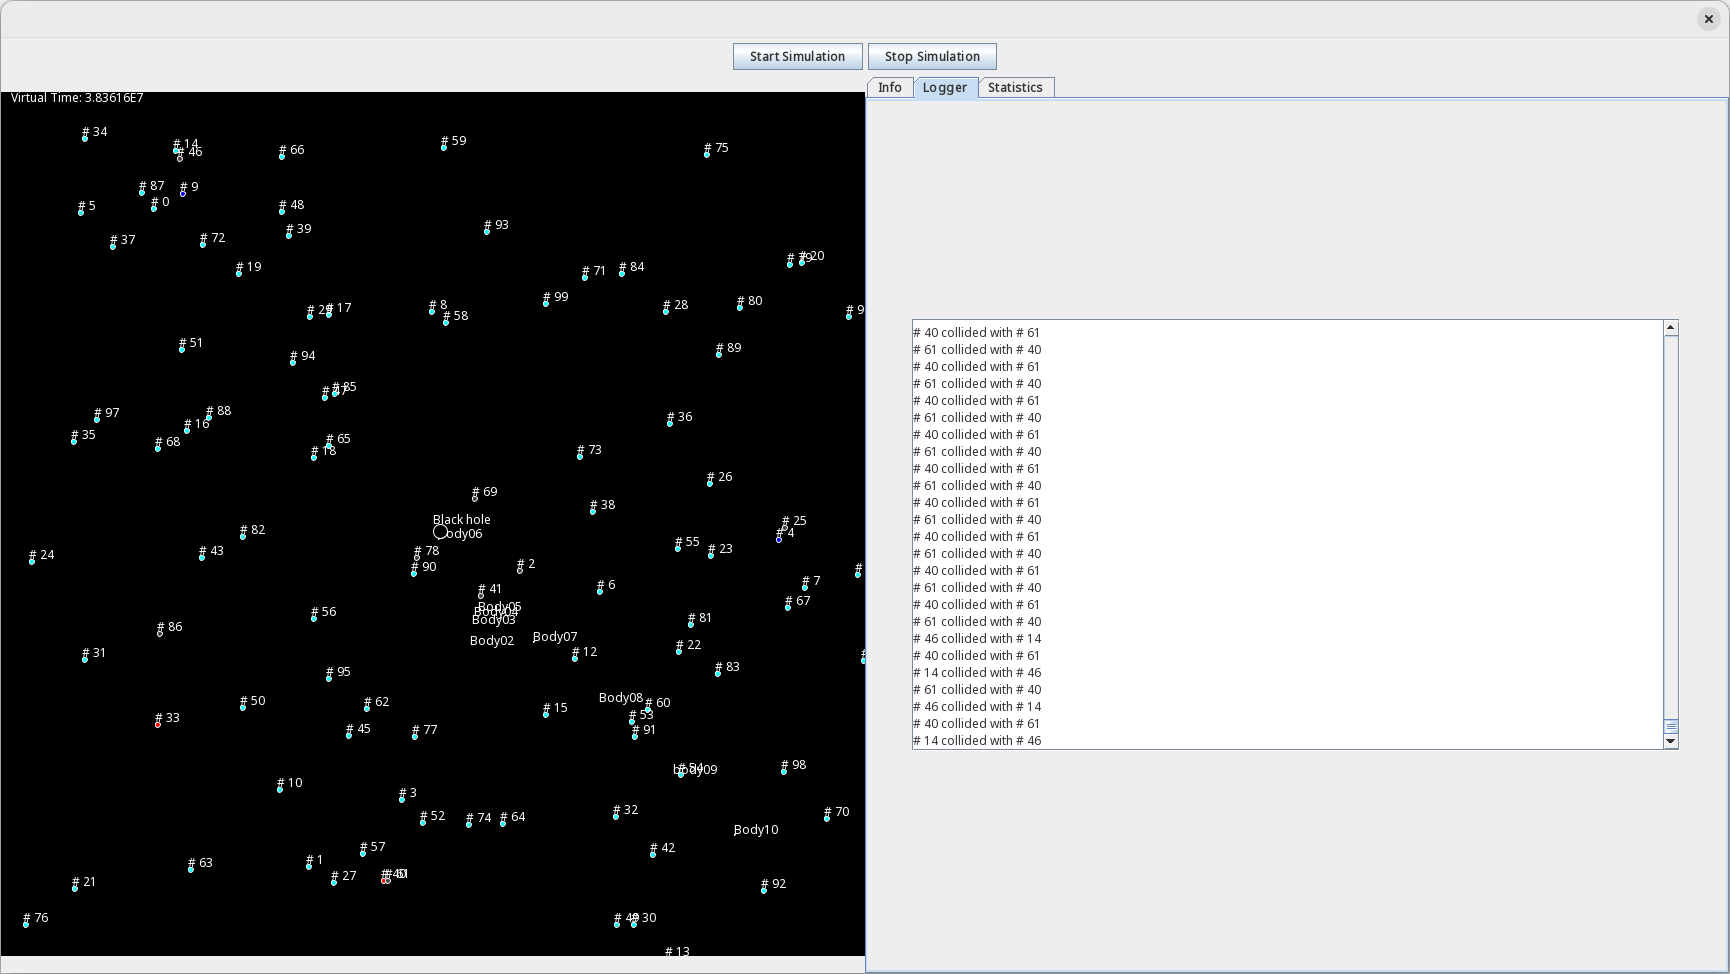 Start Simulation
Stop Simulation
Info
Logger
Statistics
Virtual Time: 3.83616E7
# 34
# 14
# 46
# 66
# 59
# 75
# 87
# 9
# 5
# 0
# 48
# 39
# 93
# 37
# 72
# 19
# 71
# 84
# 20
# 99
# 8
# 58
# 28
# 80
# 17
# 9
# 51
# 94
# 89
# 85
# 97
# 88
# 16
# 35
# 68
# 65
# 18
# 36
# 73
# 26
# 69
# 38
Black hole
# 25
# 4
# 82
# 24
# 43
# 78
# 90
# 2
# 55
# 23
# 41
# 6
# 7
# 67
#
Body05
Body04
Body03
Body02
Body07
# 56
# 86
# 81
# 31
# 12
# 22
# 83
# 95
# 50
# 62
# 33
# 45
# 77
# 15
Body08
# 60
# 53
# 91
body09
# 98
# 10
# 3
# 52
# 74
# 64
# 32
# 70
Body10
# 57
# 42
# 63
# 1
# 27
# 21
# 92
# 76
# 30
# 13
# 40 collided with # 61
# 61 collided with # 40
# 40 collided with # 61
# 61 collided with # 40
# 40 collided with # 61
# 61 collided with # 40
# 40 collided with # 61
# 61 collided with # 40
# 40 collided with # 61
# 61 collided with # 40
# 40 collided with # 61
# 61 collided with # 40
# 40 collided with # 61
# 61 collided with # 40
# 40 collided with # 61
# 61 collided with # 40
# 40 collided with # 61
# 61 collided with # 40
# 46 collided with # 14
# 40 collided with # 61
# 14 collided with # 46
# 61 collided with # 40
# 46 collided with # 14
# 40 collided with # 61
# 14 collided with # 46